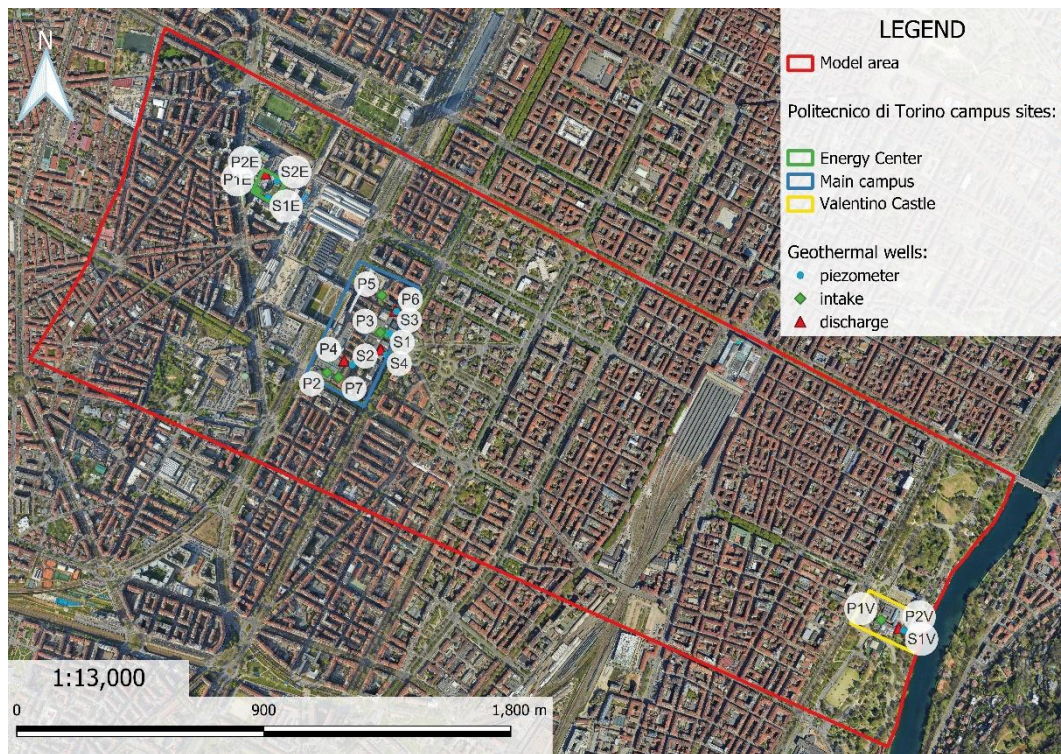 N
LEGEND
Model area
Politecnico di Torino campus sites:
Energy Center
Main campus
Valentino Castle
Geothermal wells:
piezometer
intake
discharge
P2E
S2E
P1E
S1E
P5
P6
P3
S3
S1
P4
S2
S4
P2
P7
P1V
P2V
S1V
1:13,000
0 900 1,800 m